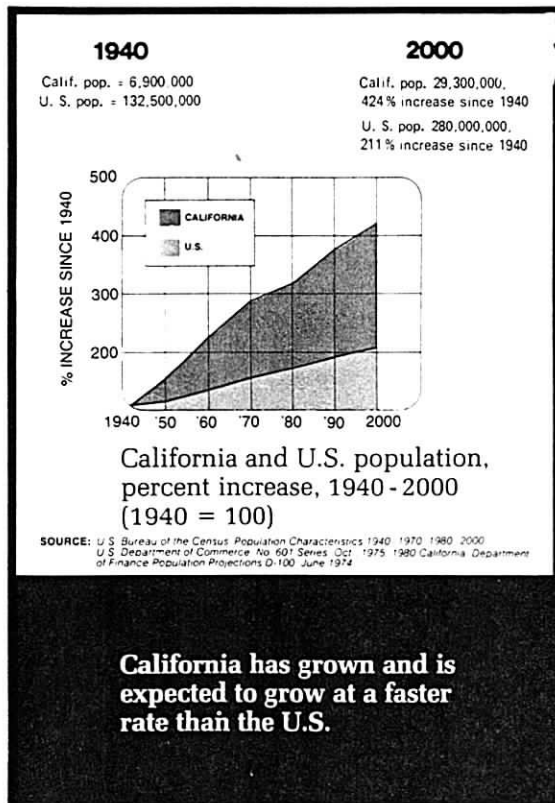 1940
Calif. pop. = 6,900,000
U. S. pop. = 132,500,000
2000
Calif. pop. 29,300,000,
424% increase since 1940
U. S. pop. 280,000,000,
211% increase since 1940
% INCREASE SINCE 1940
500
400
300
200
CALIFORNIA
U.S.
1940 '50 '60 '70 '80 '90 2000
California and U.S. population,
percent increase, 1940-2000
(1940 = 100)
SOURCE: U S Bureau of the Census Population Characteristics 1940 1970 1980 2000
U S Department of Commerce No 601 Series Oct 1975 1980 California Department
of Finance Population Projections D-100 June 1974
California has grown and is
expected to grow at a faster
rate than the U.S.